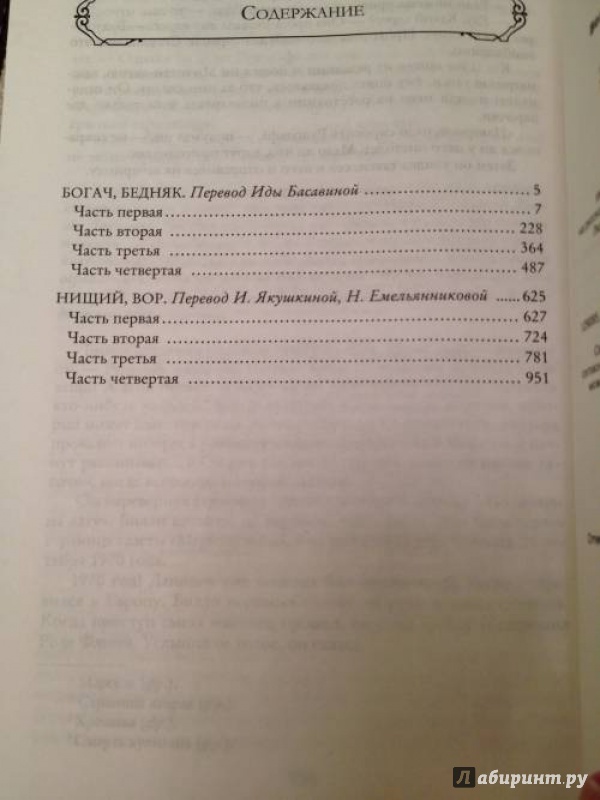 СОДЕРЖАНИЕ
БОГАЧ, БЕДНЯК. Перевод Иды Басавиной ........ 5
Часть первая ........ 7
Часть вторая ........ 228
Часть третья ........ 364
Часть четвертая ........ 487
НИЩИЙ, ВОР. Перевод И. Якушкиной, Н. Емельянниковой ...... 625
Часть первая ........ 627
Часть вторая ........ 724
Часть третья ........ 781
Часть четвертая ........ 951
Лабиринт.ру